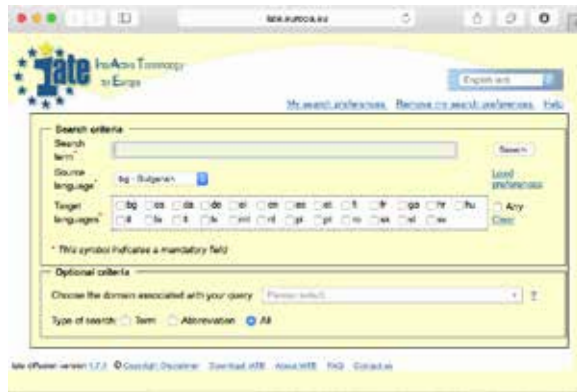 iate.europa.eu
iate InterActive Terminology
for Europe
English (en)
My search preferences Remove my search preferences Help
Search criteria
Search
term*
Search
Source
language*
bg - Bulgarian
Load
preferences
Target
languages*
bg cs da de el en es et fi fr ga hr hu
it la lt lv mt nl pl pt ro sk sl sv
Any
Clear
* This symbol indicates a mandatory field
Optional criteria
Choose the domain associated with your query Please select... ?
Type of search: Term Abbreviation All
Copyright, Disclaimer Download IATE About IATE FAQ Contact us